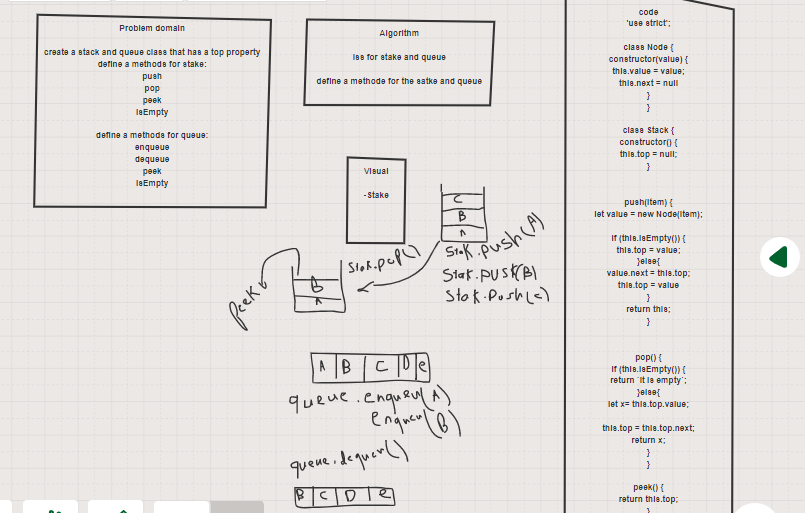 Problem domain
create a stack and queue class that has a top property
define a methods for stake:
push
pop
peek
isEmpty
define a methods for queue:
enqueue
dequeue
peek
isEmpty
Algorithm
iss for stake and queue
define a methode for the satke and queue
Visual
-Stake
C
B
A
Stak.push(A)
Stak.push(B)
Stak.push(c)
Stak.pop()
B
A
peek
A B C D e
queue.enqueu(A)
enqueu(B)
queue.dequeu()
B C D e
code
'use strict';
class Node {
constructor(value) {
this.value = value;
this.next = null
}
}
class Stack {
constructor() {
this.top = null;
}
push(item) {
let value = new Node(item);
if (this.isEmpty()) {
this.top = value;
}else{
value.next = this.top;
this.top = value
}
return this;
}
pop() {
if (this.isEmpty()) {
return `it is empty`;
}else{
let x= this.top.value;
this.top = this.top.next;
return x;
}
}
peek() {
return this.top;
}